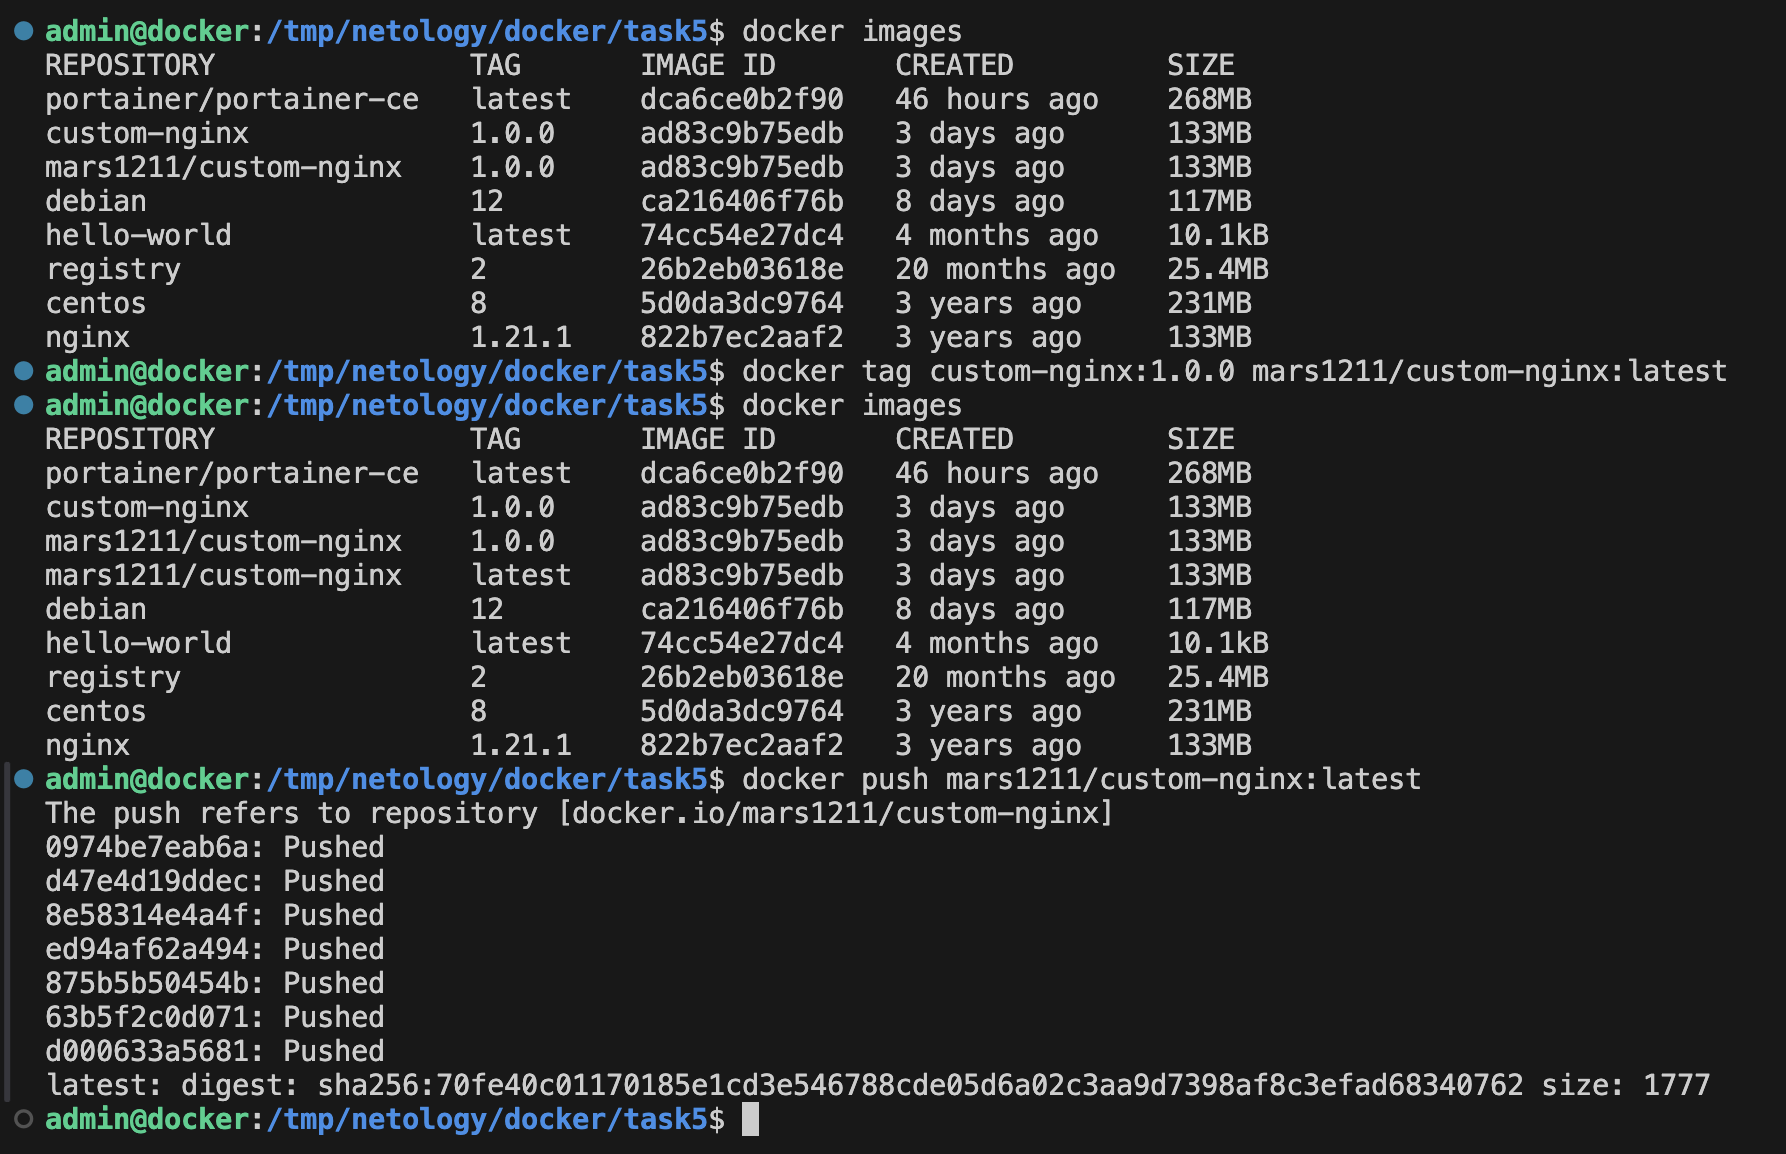 admin@docker:/tmp/netology/docker/task5$ docker images
REPOSITORY TAG IMAGE ID CREATED SIZE
portainer/portainer-ce latest dca6ce0b2f90 46 hours ago 268MB
custom-nginx 1.0.0 ad83c9b75edb 3 days ago 133MB
mars1211/custom-nginx 1.0.0 ad83c9b75edb 3 days ago 133MB
debian 12 ca216406f76b 8 days ago 117MB
hello-world latest 74cc54e27dc4 4 months ago 10.1kB
registry 2 26b2eb03618e 20 months ago 25.4MB
centos 8 5d0da3dc9764 3 years ago 231MB
nginx 1.21.1 822b7ec2aaf2 3 years ago 133MB
admin@docker:/tmp/netology/docker/task5$ docker tag custom-nginx:1.0.0 mars1211/custom-nginx:latest
admin@docker:/tmp/netology/docker/task5$ docker images
REPOSITORY TAG IMAGE ID CREATED SIZE
portainer/portainer-ce latest dca6ce0b2f90 46 hours ago 268MB
custom-nginx 1.0.0 ad83c9b75edb 3 days ago 133MB
mars1211/custom-nginx 1.0.0 ad83c9b75edb 3 days ago 133MB
mars1211/custom-nginx latest ad83c9b75edb 3 days ago 133MB
debian 12 ca216406f76b 8 days ago 117MB
hello-world latest 74cc54e27dc4 4 months ago 10.1kB
registry 2 26b2eb03618e 20 months ago 25.4MB
centos 8 5d0da3dc9764 3 years ago 231MB
nginx 1.21.1 822b7ec2aaf2 3 years ago 133MB
admin@docker:/tmp/netology/docker/task5$ docker push mars1211/custom-nginx:latest
The push refers to repository [docker.io/mars1211/custom-nginx]
0974be7eab6a: Pushed
d47e4d19ddec: Pushed
8e58314e4a4f: Pushed
ed94af62a494: Pushed
875b5b50454b: Pushed
63b5f2c0d071: Pushed
d000633a5681: Pushed
latest: digest: sha256:70fe40c01170185e1cd3e546788cde05d6a02c3aa9d7398af8c3efad68340762 size: 1777
admin@docker:/tmp/netology/docker/task5$